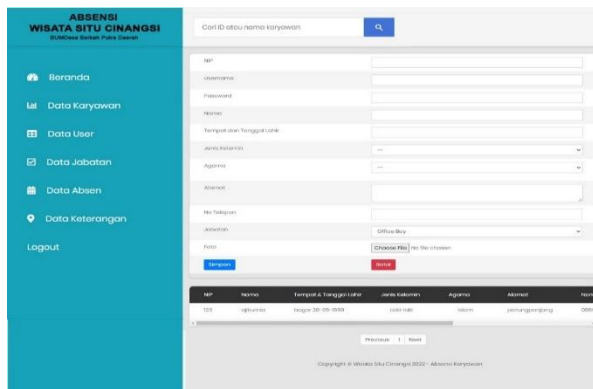 ABSENSI
WISATA SITU CINANGSI
BUMDesa Berkah Putra Daerah
Cari ID atau nama karyawan
Beranda
Data Karyawan
Data User
Data Jabatan
Data Absen
Data Keterangan
Logout
NIP
Username
Password
Nama
Tempat dan Tanggal Lahir
Jenis Kelamin
---
Agama
---
Alamat
No Telepon
Jabatan
Office Boy
Foto
Choose File No file chosen
Simpan
Batal
NIP Nama Tempat & Tanggal Lahir Jenis Kelamin Agama Alamat
123 laki-laki islam parungpanjang
Previous 1 Next
Copyright © Wisata Situ Cinangsi 2022 - Absensi Karyawan